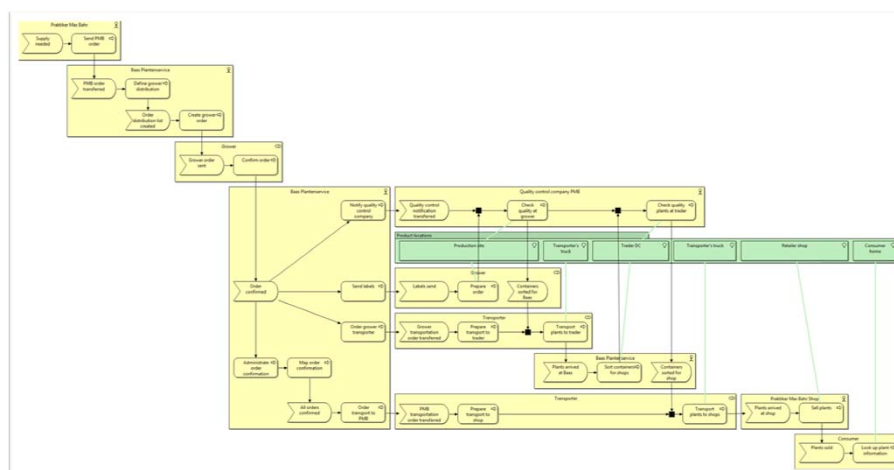 Praktiker Max Bahr
Supply
needed
Send PMB
order
Baas Plantenservice
PMB order
transferred
Define grower
distribution
Order
distribution list
created
Create grower
order
Grower
Grower order
sent
Confirm order
Baas Plantenservice
Notify quality
control
company
Order
confirmed
Send labels
Order grower
transporter
Administrate
order
confirmation
Map order
confirmation
All orders
confirmed
Order
transport to
PMB
Quality control company PMB
Quality control
notification
transferred
Check
quality at
grower
Check quality
plants at trader
Product locations
Production site
Transporter's
truck
Trader DC
Transporter's truck
Retailer shop
Consumer
home
Grower
Labels send
Prepare
order
Containers
sorted for
Baas
Transporter
Grower
transportation
order transferred
Prepare
transport to
trader
Transport
plants to
trader
Baas Plantenservice
Plants arrived
at Baas
Sort containers
for shops
Containers
sorted for
shop
Transporter
PMB
transportation
order transferred
Prepare
transport to
shop
Transport
plants to shops
Praktiker Max Bahr Shop
Plants arrived
at shop
Sell plants
Consumer
Plants sold
Look up plant
information